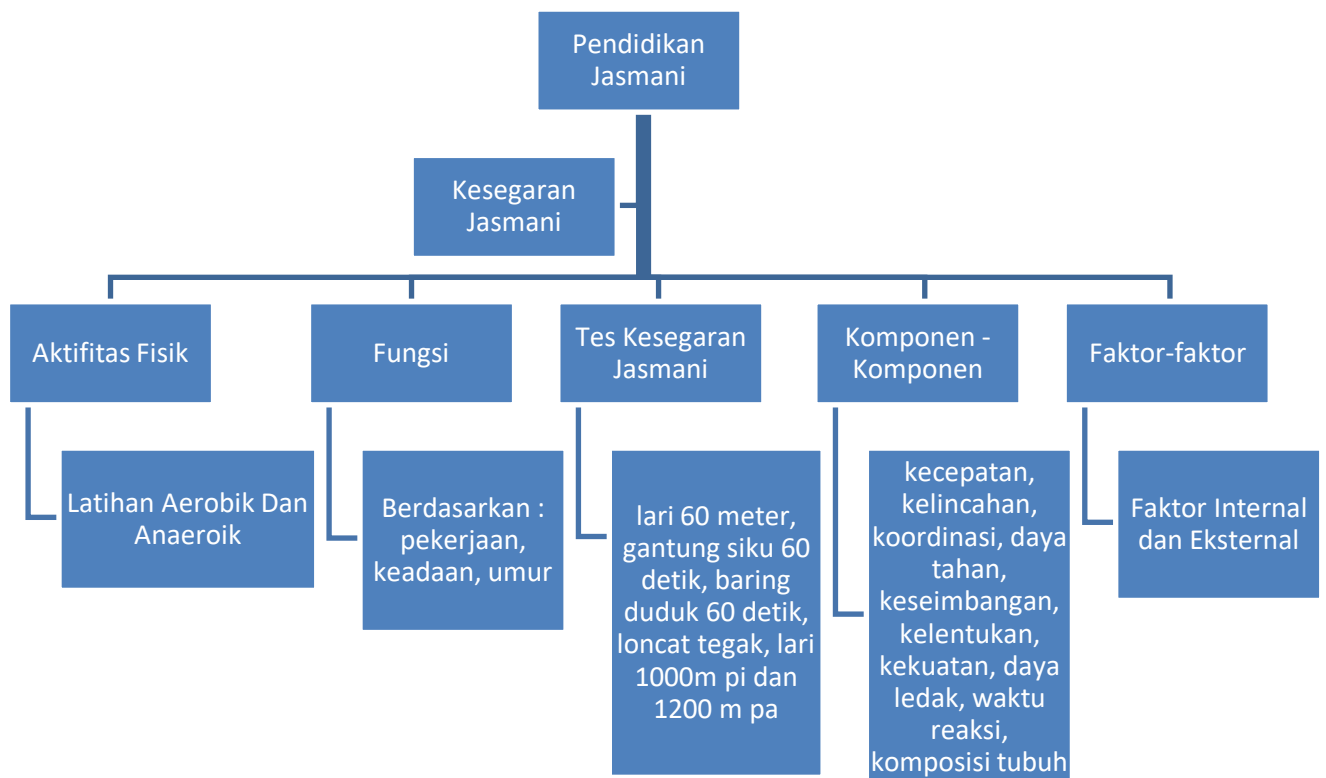 Pendidikan
Jasmani
Kesegaran
Jasmani
Aktifitas Fisik
Fungsi
Tes Kesegaran
Jasmani
Komponen -
Komponen
Faktor-faktor
Latihan Aerobik Dan
Anaeroik
Berdasarkan :
pekerjaan,
keadaan, umur
lari 60 meter,
gantung siku 60
detik, baring
duduk 60 detik,
loncat tegak, lari
1000m pi dan
1200 m pa
kecepatan,
kelincahan,
koordinasi, daya
tahan,
keseimbangan,
kelentukan,
kekuatan, daya
ledak, waktu
reaksi,
komposisi tubuh
Faktor Internal
dan Eksternal